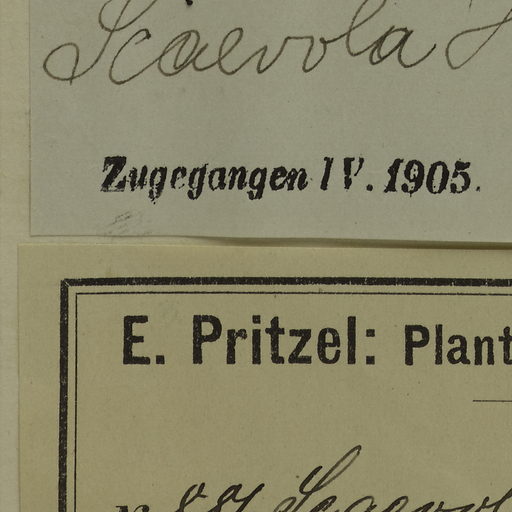 Scaevola
Zugegangen IV. 1905.
E. Pritzel: Plant